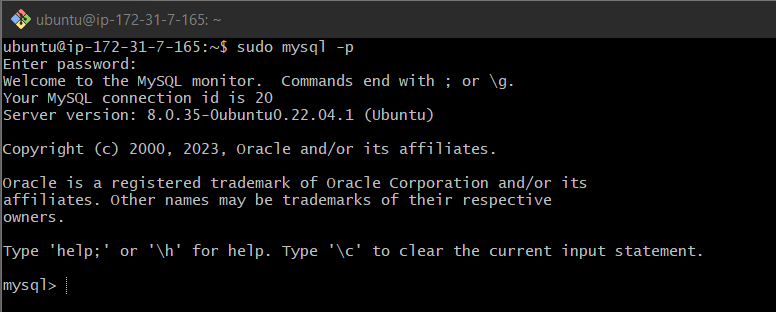 ubuntu@ip-172-31-7-165: ~
ubuntu@ip-172-31-7-165:~$ sudo mysql -p
Enter password:
Welcome to the MySQL monitor.  Commands end with ; or \g.
Your MySQL connection id is 20
Server version: 8.0.35-0ubuntu0.22.04.1 (Ubuntu)
Copyright (c) 2000, 2023, Oracle and/or its affiliates.
Oracle is a registered trademark of Oracle Corporation and/or its
affiliates. Other names may be trademarks of their respective
owners.
Type 'help;' or '\h' for help. Type '\c' to clear the current input statement.
mysql>